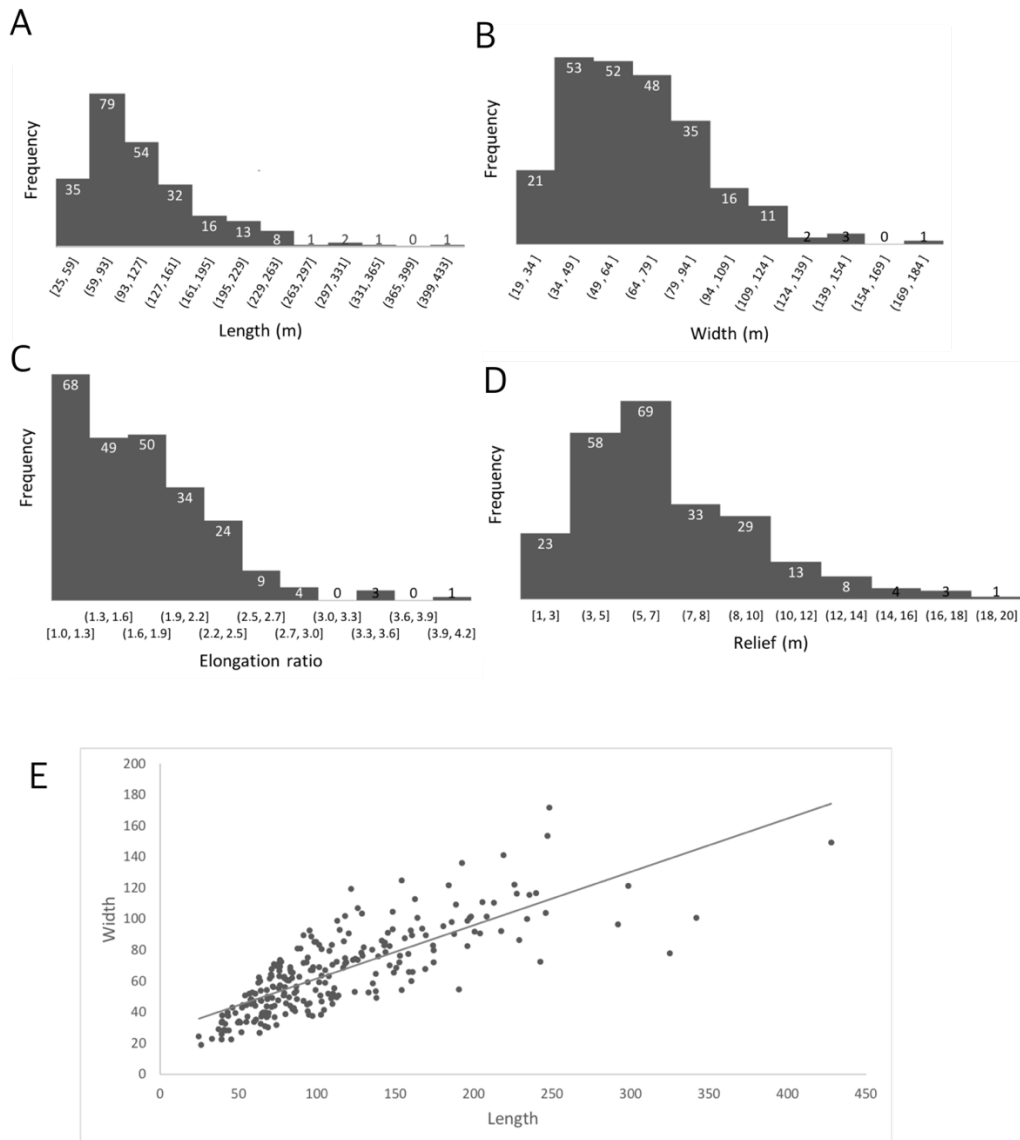 A
Frequency
35
79
54
32
16
13
8
1
2
1
0
1
[25, 59]
(59, 93]
(93, 127]
(127, 161]
(161, 195]
(195, 229]
(229, 263]
(263, 297]
(297, 331]
(331, 365]
(365, 399]
(399, 433]
Length (m)
B
Frequency
21
53
52
48
35
16
11
2
3
0
1
[19 , 34 ]
(34 , 49 ]
(49 , 64 ]
(64 , 79 ]
(79 , 94 ]
(94 , 109 ]
(109 , 124 ]
(124 , 139 ]
(139 , 154 ]
(154 , 169 ]
(169 , 184 ]
Width (m)
C
Frequency
68
49
50
34
24
9
4
0
3
0
1
(1.3, 1.6] (1.9, 2.2] (2.5, 2.7] (3.0, 3.3] (3.6, 3.9]
[1.0, 1.3] (1.6, 1.9] (2.2, 2.5] (2.7, 3.0] (3.3, 3.6] (3.9, 4.2]
Elongation ratio
D
Frequency
23
58
69
33
29
13
8
4
3
1
[1, 3] (3, 5] (5, 7] (7, 8] (8, 10] (10, 12] (12, 14] (14, 16] (16, 18] (18, 20]
Relief (m)
E
Width
200
180
160
140
120
100
80
60
40
20
0
0 50 100 150 200 250 300 350 400 450
Length